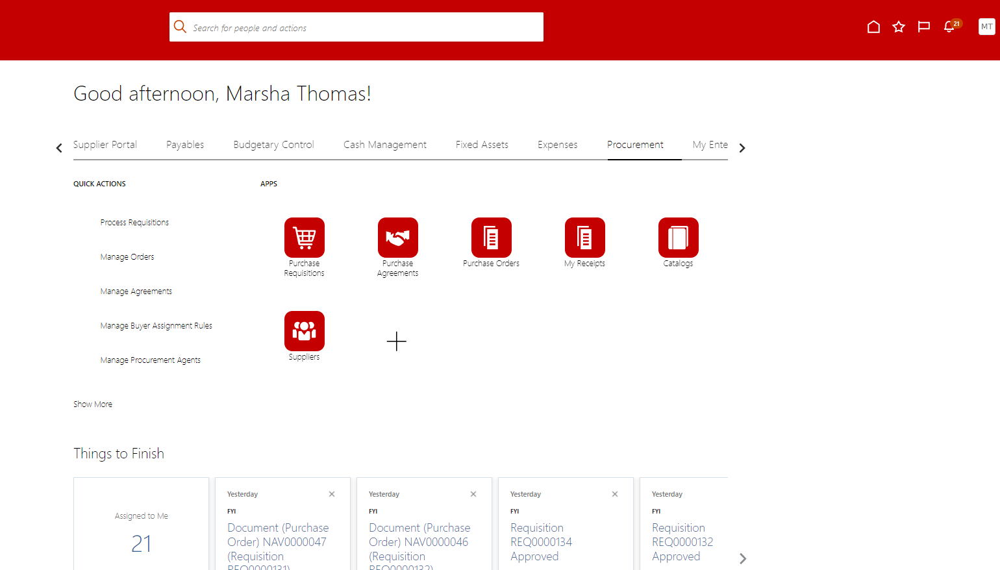 Search for people and actions
21
MT
Good afternoon, Marsha Thomas!
Supplier Portal Payables Budgetary Control Cash Management Fixed Assets Expenses Procurement My Ente
QUICK ACTIONS
APPS
Process Requisitions
Manage Orders
Manage Agreements
Manage Buyer Assignment Rules
Manage Procurement Agents
Show More
Purchase
Requisitions
Purchase
Agreements
Purchase Orders
My Receipts
Catalogs
Suppliers
Things to Finish
Assigned to Me
21
Yesterday
FYI
Document (Purchase
Order) NAV0000047
(Requisition
REQ0000131)
Yesterday
FYI
Document (Purchase
Order) NAV0000046
(Requisition
REQ0000132)
Yesterday
FYI
Requisition
REQ0000134
Approved
Yesterday
FYI
Requisition
REQ0000132
Approved